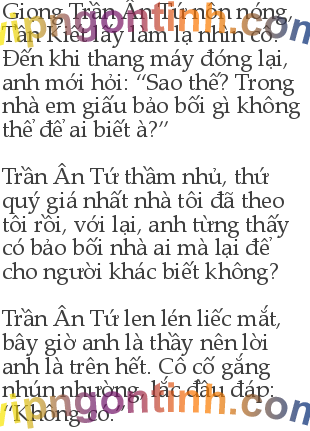 Giọng Trần Ân Tứ nôn nóng,
Tần Kiết lấy làm lạ nhìn cô.
Đến khi thang máy đóng lại,
anh mới hỏi: “Sao thế? Trong
nhà em giấu bảo bối gì không
thể để ai biết à?”
Trần Ân Tứ thầm nhủ, thứ
quý giá nhất nhà tôi đã theo
tôi rồi, với lại, anh từng thấy
có bảo bối nhà ai mà lại để
cho người khác biết không?
Trần Ân Tứ len lén liếc mắt,
bây giờ anh là thầy nên lời
anh là trên hết. Cô cố gắng
nhún nhường, lắc đầu đáp:
“Không có.”
vipngontinh.com
vipngontinh.com